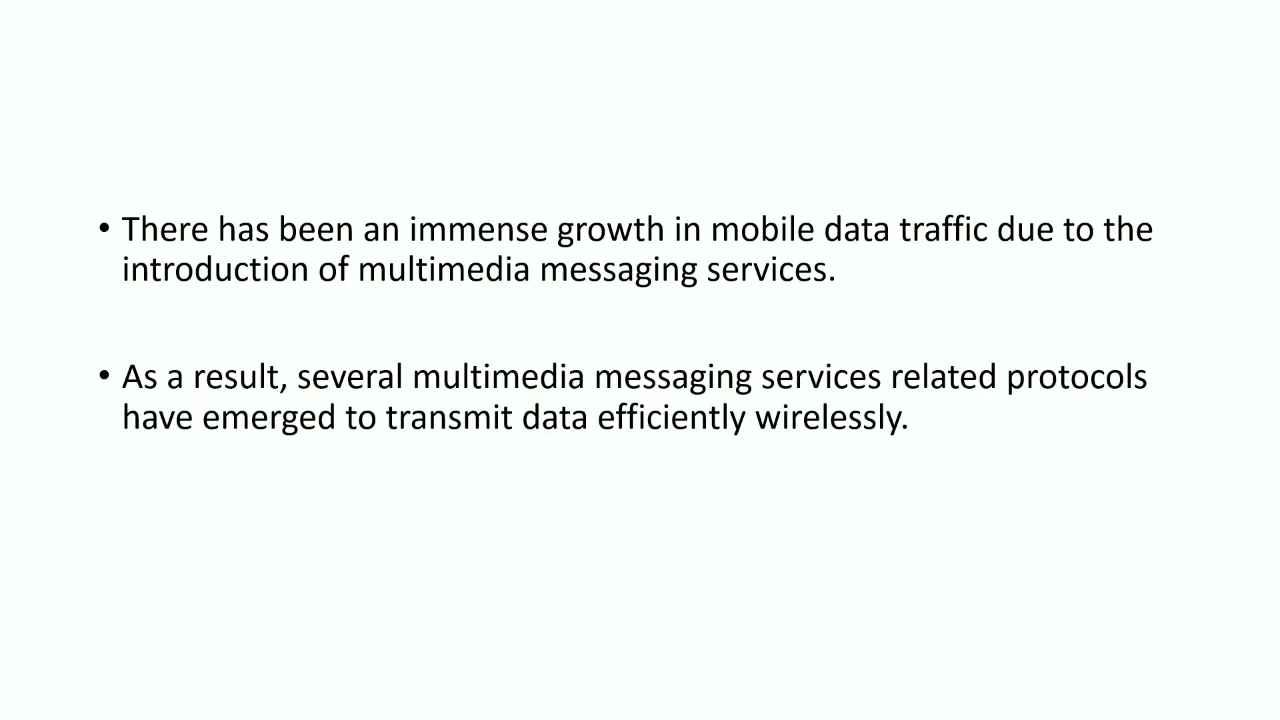 • There has been an immense growth in mobile data traffic due to the
introduction of multimedia messaging services.
• As a result, several multimedia messaging services related protocols
have emerged to transmit data efficiently wirelessly.